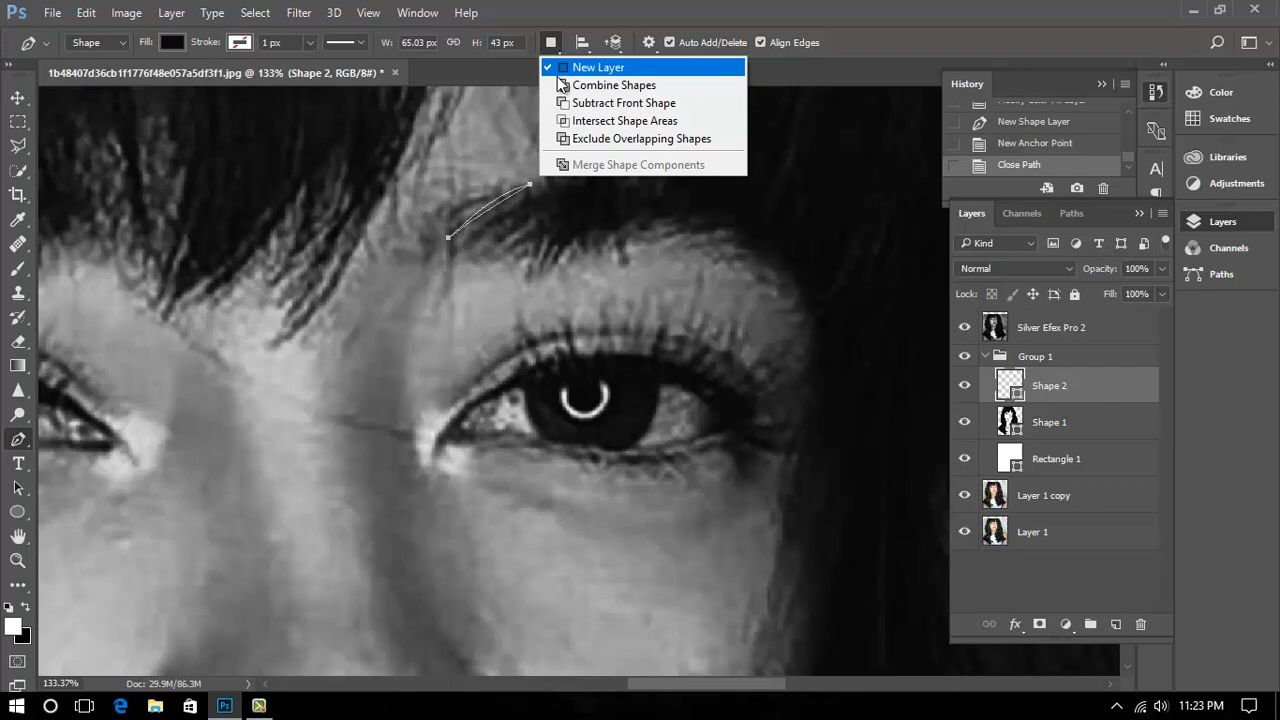 Ps File Edit Image Layer Type Select Filter 3D View Window Help
Shape Fill: Stroke: 1 px W: 65.03 px H: 43 px Auto Add/Delete Align Edges
1b48407d36cb1f1776f48e057a5df3f1.jpg @ 133% (Shape 2, RGB/8#) *
New Layer
Combine Shapes
Subtract Front Shape
Intersect Shape Areas
Exclude Overlapping Shapes
Merge Shape Components
History
New Shape Layer
New Anchor Point
Close Path
Color
Swatches
Libraries
Adjustments
Layers
Channels
Paths
Layers Channels Paths
Kind
Normal Opacity: 100%
Lock: Fill: 100%
Silver Efex Pro 2
Group 1
Shape 2
Shape 1
Rectangle 1
Layer 1 copy
Layer 1
133.37% Doc: 29.9M/86.3M
11:23 PM